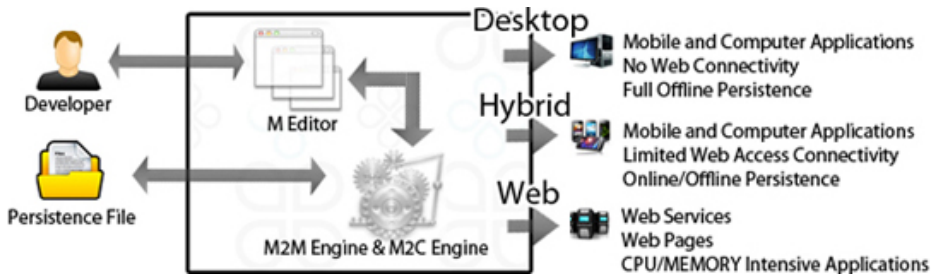 Developer
Persistence File
M Editor
M2M Engine & M2C Engine
Desktop
Mobile and Computer Applications
No Web Connectivity
Full Offline Persistence
Hybrid
Mobile and Computer Applications
Limited Web Access Connectivity
Online/Offline Persistence
Web
Web Services
Web Pages
CPU/MEMORY Intensive Applications